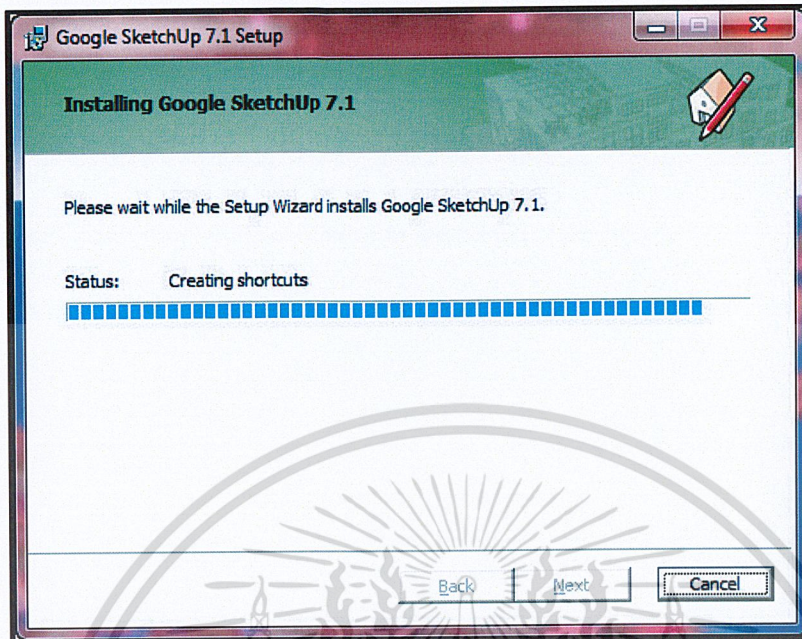 Google SketchUp 7.1 Setup
Installing Google SketchUp 7.1
Please wait while the Setup Wizard installs Google SketchUp 7.1.
Status: Creating shortcuts
Back Next Cancel